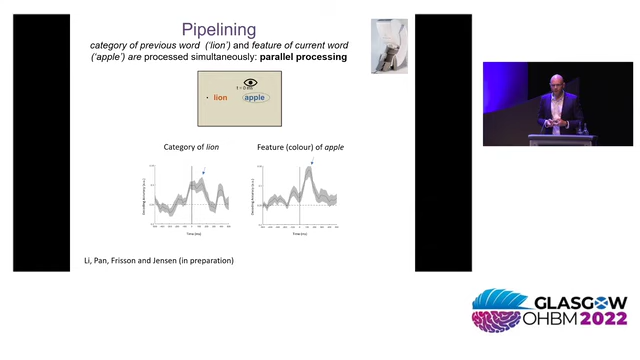 Pipelining
category of previous word ('lion') and feature of current word
('apple') are processed simultaneously: parallel processing
lion
apple
Category of lion
Feature (colour) of apple
Time (ms)
Time (ms)
Li, Pan, Frisson and Jensen (in preparation)
GLASGOW
OHBM 2022